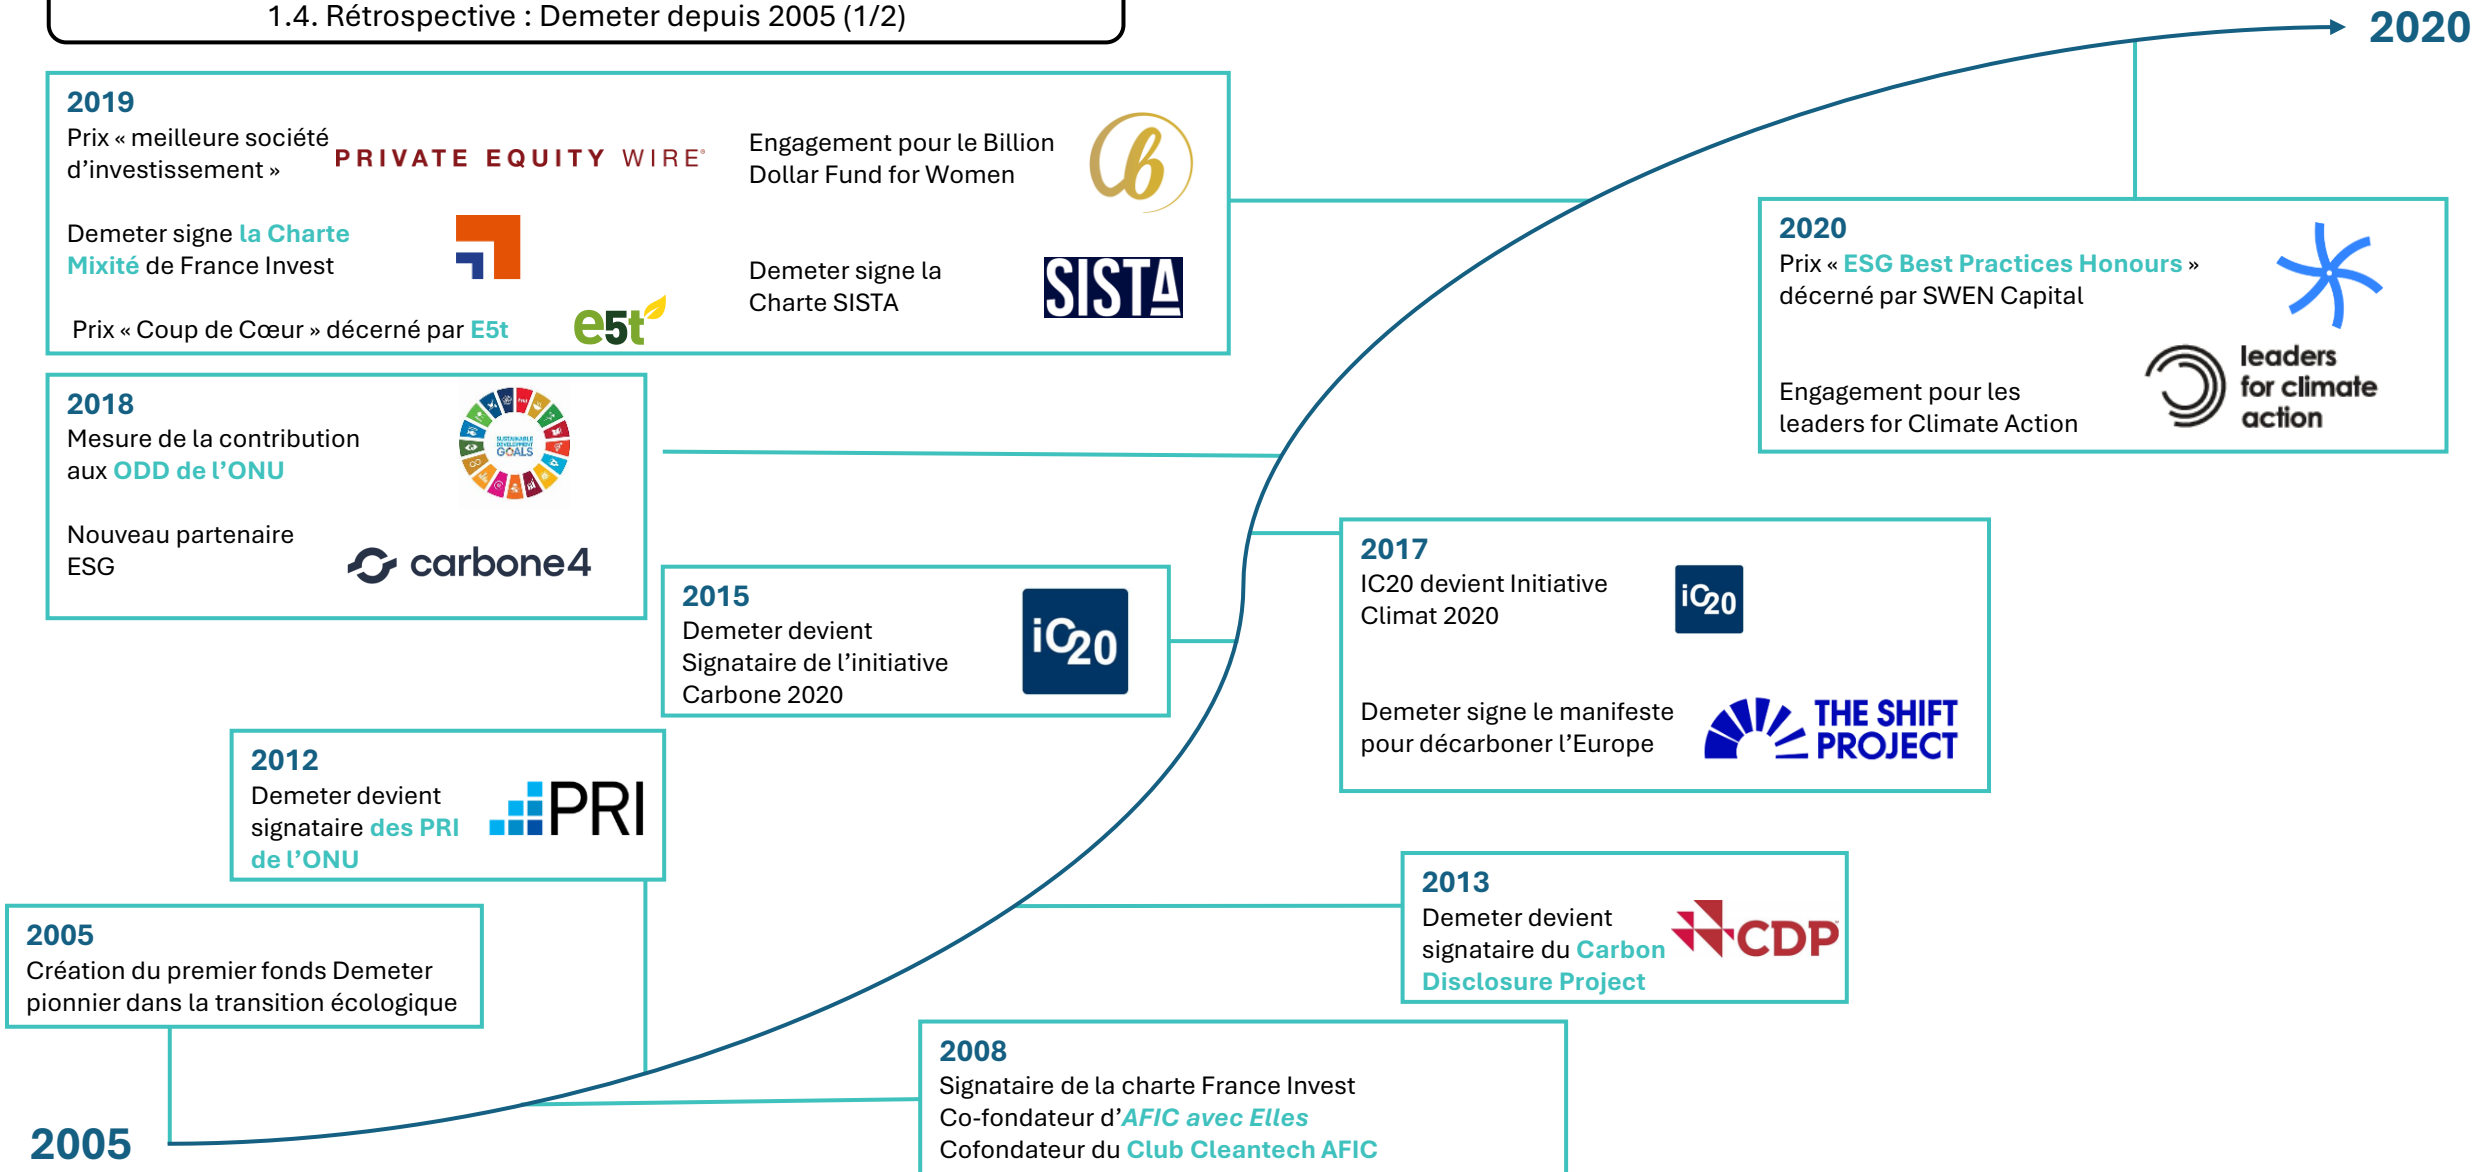 1.4. Rétrospective : Demeter depuis 2005 (1/2)
2020
2019
Prix « meilleure société
d’investissement »
PRIVATE EQUITY WIRE
Engagement pour le Billion
Dollar Fund for Women
b
Demeter signe la Charte
Mixité de France Invest
Demeter signe la
Charte SISTA
SISTA
Prix « Coup de Cœur » décerné par E5t
e5t
2020
Prix « ESG Best Practices Honours »
décerné par SWEN Capital
Engagement pour les
leaders for Climate Action
leaders
for climate
action
2018
Mesure de la contribution
aux ODD de l’ONU
SUSTAINABLE
DEVELOPMENT
GOALS
Nouveau partenaire
ESG
carbone4
2017
IC20 devient Initiative
Climat 2020
iC20
Demeter signe le manifeste
pour décarboner l’Europe
THE SHIFT
PROJECT
2015
Demeter devient
Signataire de l’initiative
Carbone 2020
iC20
2012
Demeter devient
signataire des PRI
de l’ONU
PRI
2013
Demeter devient
signataire du Carbon
Disclosure Project
CDP
2005
Création du premier fonds Demeter
pionnier dans la transition écologique
2008
Signataire de la charte France Invest
Co-fondateur d’AFIC avec Elles
Cofondateur du Club Cleantech AFIC
2005